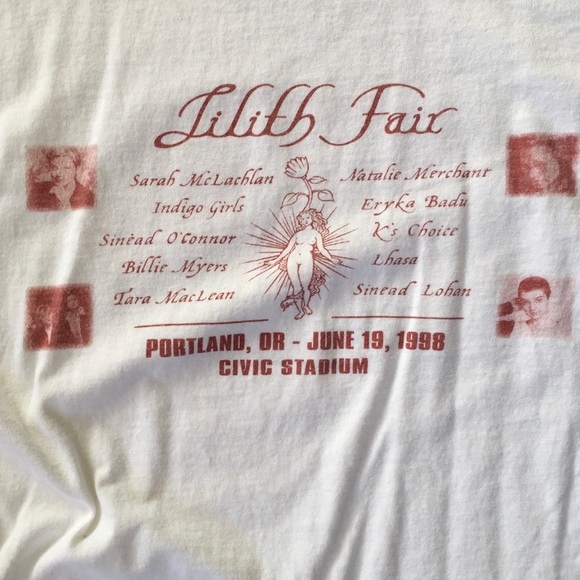 Lilith Fair
Sarah McLachlan
Indigo Girls
Sinèad O'Connor
Billie Myers
Tara MacLean
Natalie Merchant
Eryka Badu
K's Choice
Lhasa
Sinead Lohan
PORTLAND, OR - JUNE 19, 1998
CIVIC STADIUM